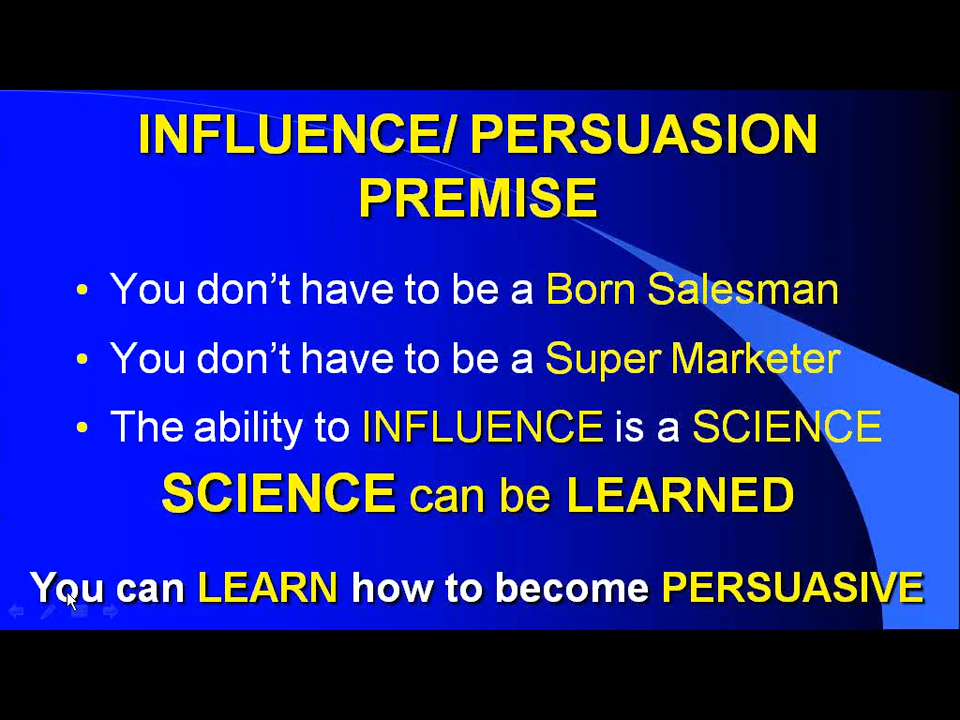 INFLUENCE/ PERSUASION
PREMISE
• You don’t have to be a Born Salesman
• You don’t have to be a Super Marketer
• The ability to INFLUENCE is a SCIENCE
SCIENCE can be LEARNED
You can LEARN how to become PERSUASIVE